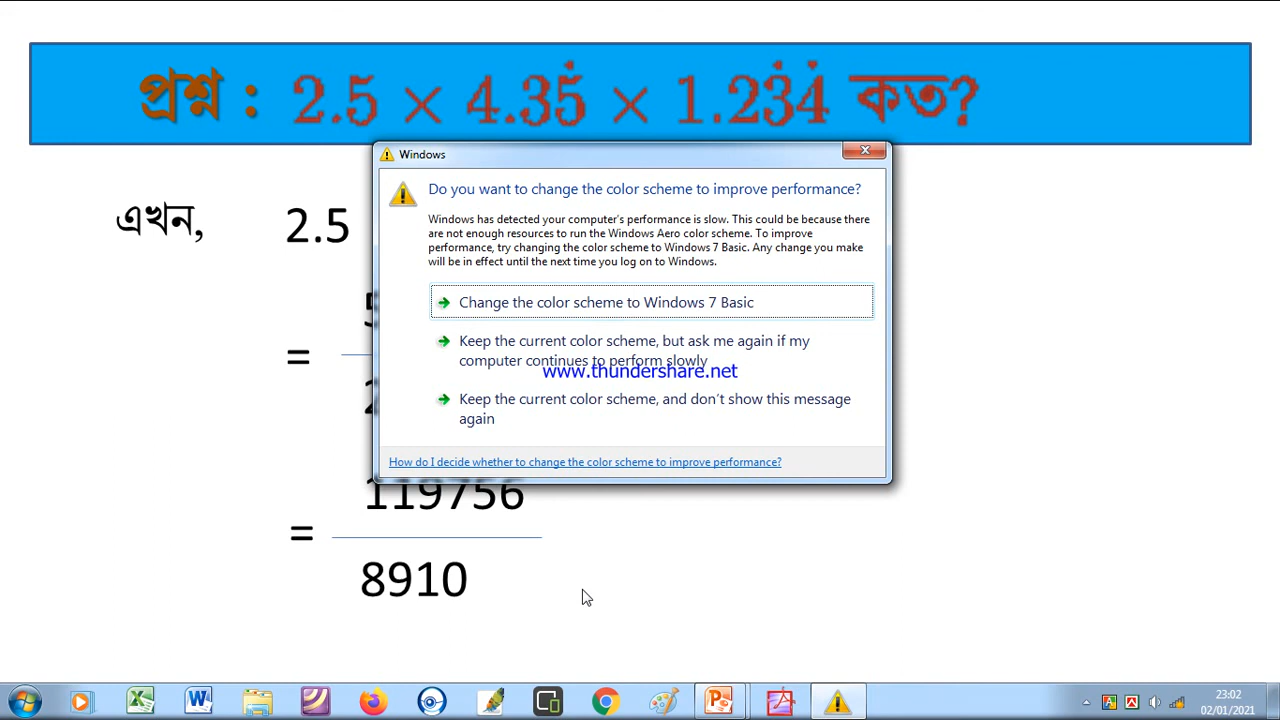 প্রশ্ন : 2.5 × 4.35̇ × 1.23̇4̇ কত?
Windows
Do you want to change the color scheme to improve performance?
এখন, 2.5
Windows has detected your computer's performance is slow. This could be because there
are not enough resources to run the Windows Aero color scheme. To improve
performance, try changing the color scheme to Windows 7 Basic. Any change you make
will be in effect until the next time you log on to Windows.
Change the color scheme to Windows 7 Basic
=
Keep the current color scheme, but ask me again if my
computer continues to perform slowly
www.thundershare.net
Keep the current color scheme, and don't show this message
again
How do I decide whether to change the color scheme to improve performance?
119756
=
8910
23:02
02/01/2021